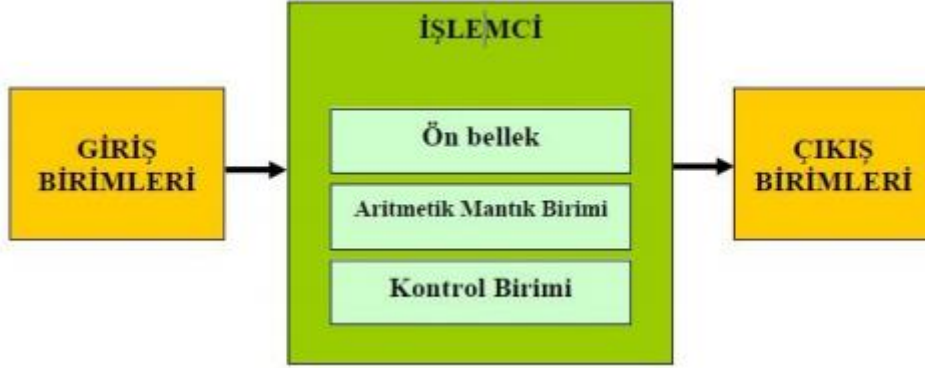 GİRİŞ
BİRİMLERİ
İŞLEMCİ
Ön bellek
Aritmetik Mantık Birimi
Kontrol Birimi
ÇIKIŞ
BİRİMLERİ